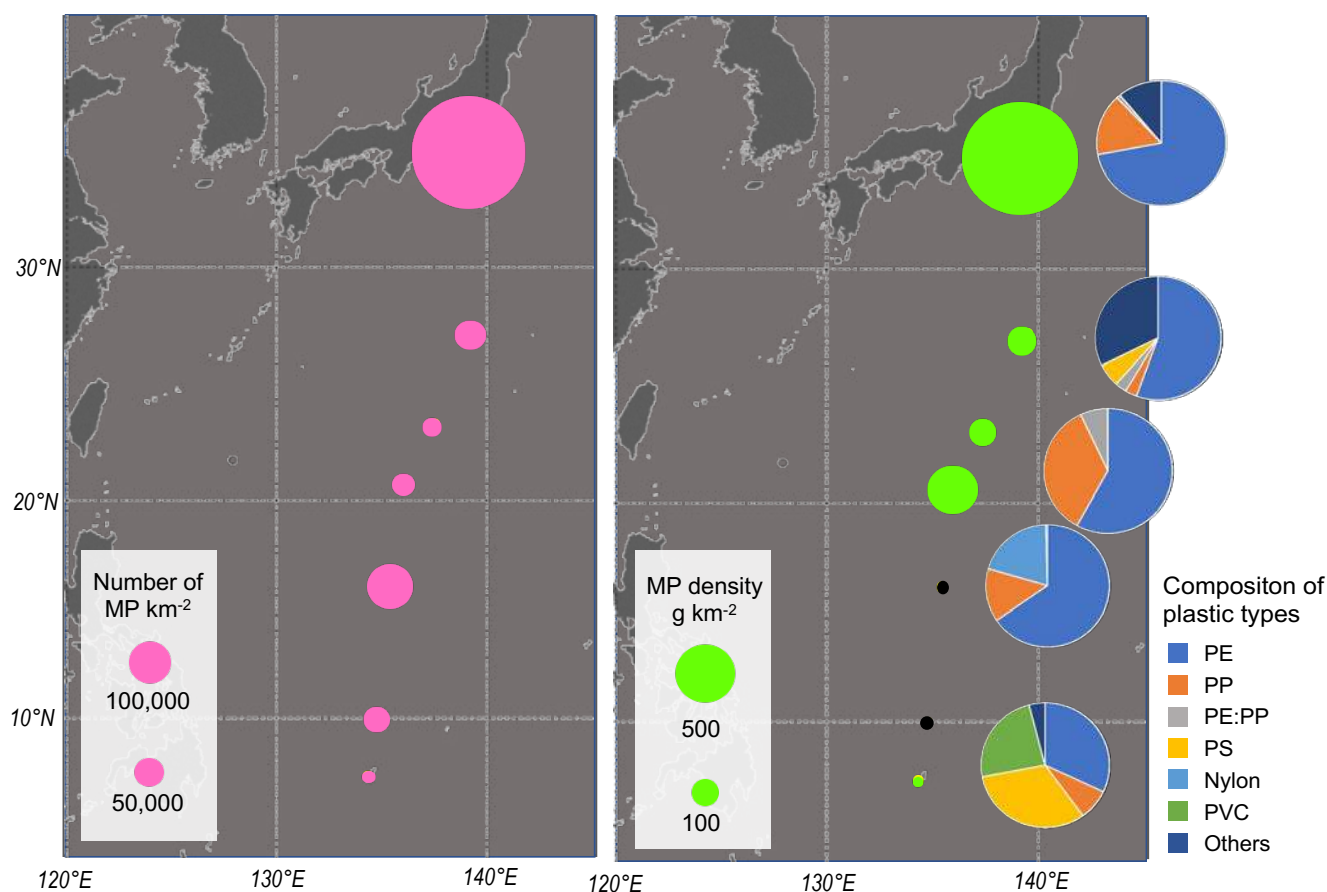 30°N
20°N
10°N
Number of
MP km-2
100,000
50,000
120°E
130°E
140°E
MP density
g km-2
500
100
120°E
130°E
140°E
Compositon of
plastic types
PE
PP
PE:PP
PS
Nylon
PVC
Others